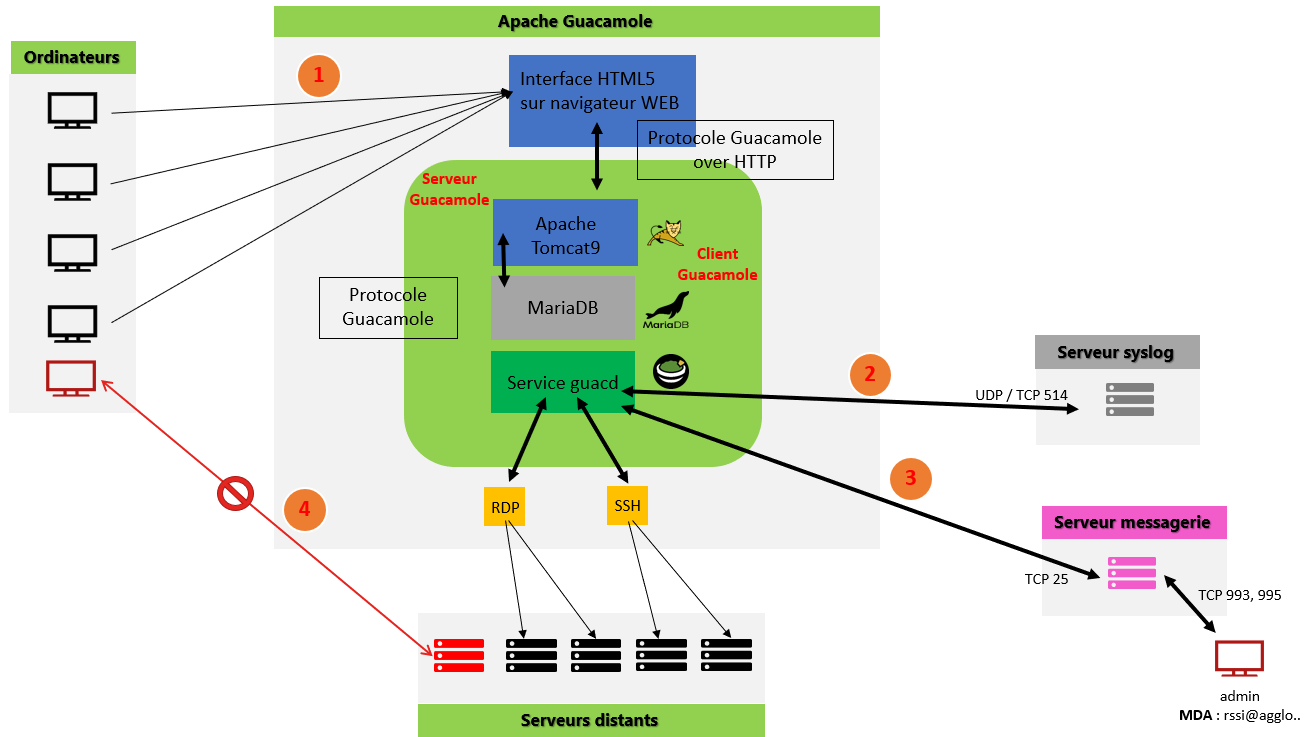 Apache Guacamole
Ordinateurs
1
Interface HTML5
sur navigateur WEB
Protocole Guacamole
over HTTP
Serveur
Guacamole
Apache
Tomcat9
Client
Guacamole
Protocole
Guacamole
MariaDB
MariaDB
Service guacd
2
Serveur syslog
UDP / TCP 514
3
4
RDP
SSH
Serveur messagerie
TCP 25
TCP 993, 995
admin
MDA : rssi@agglo..
Serveurs distants